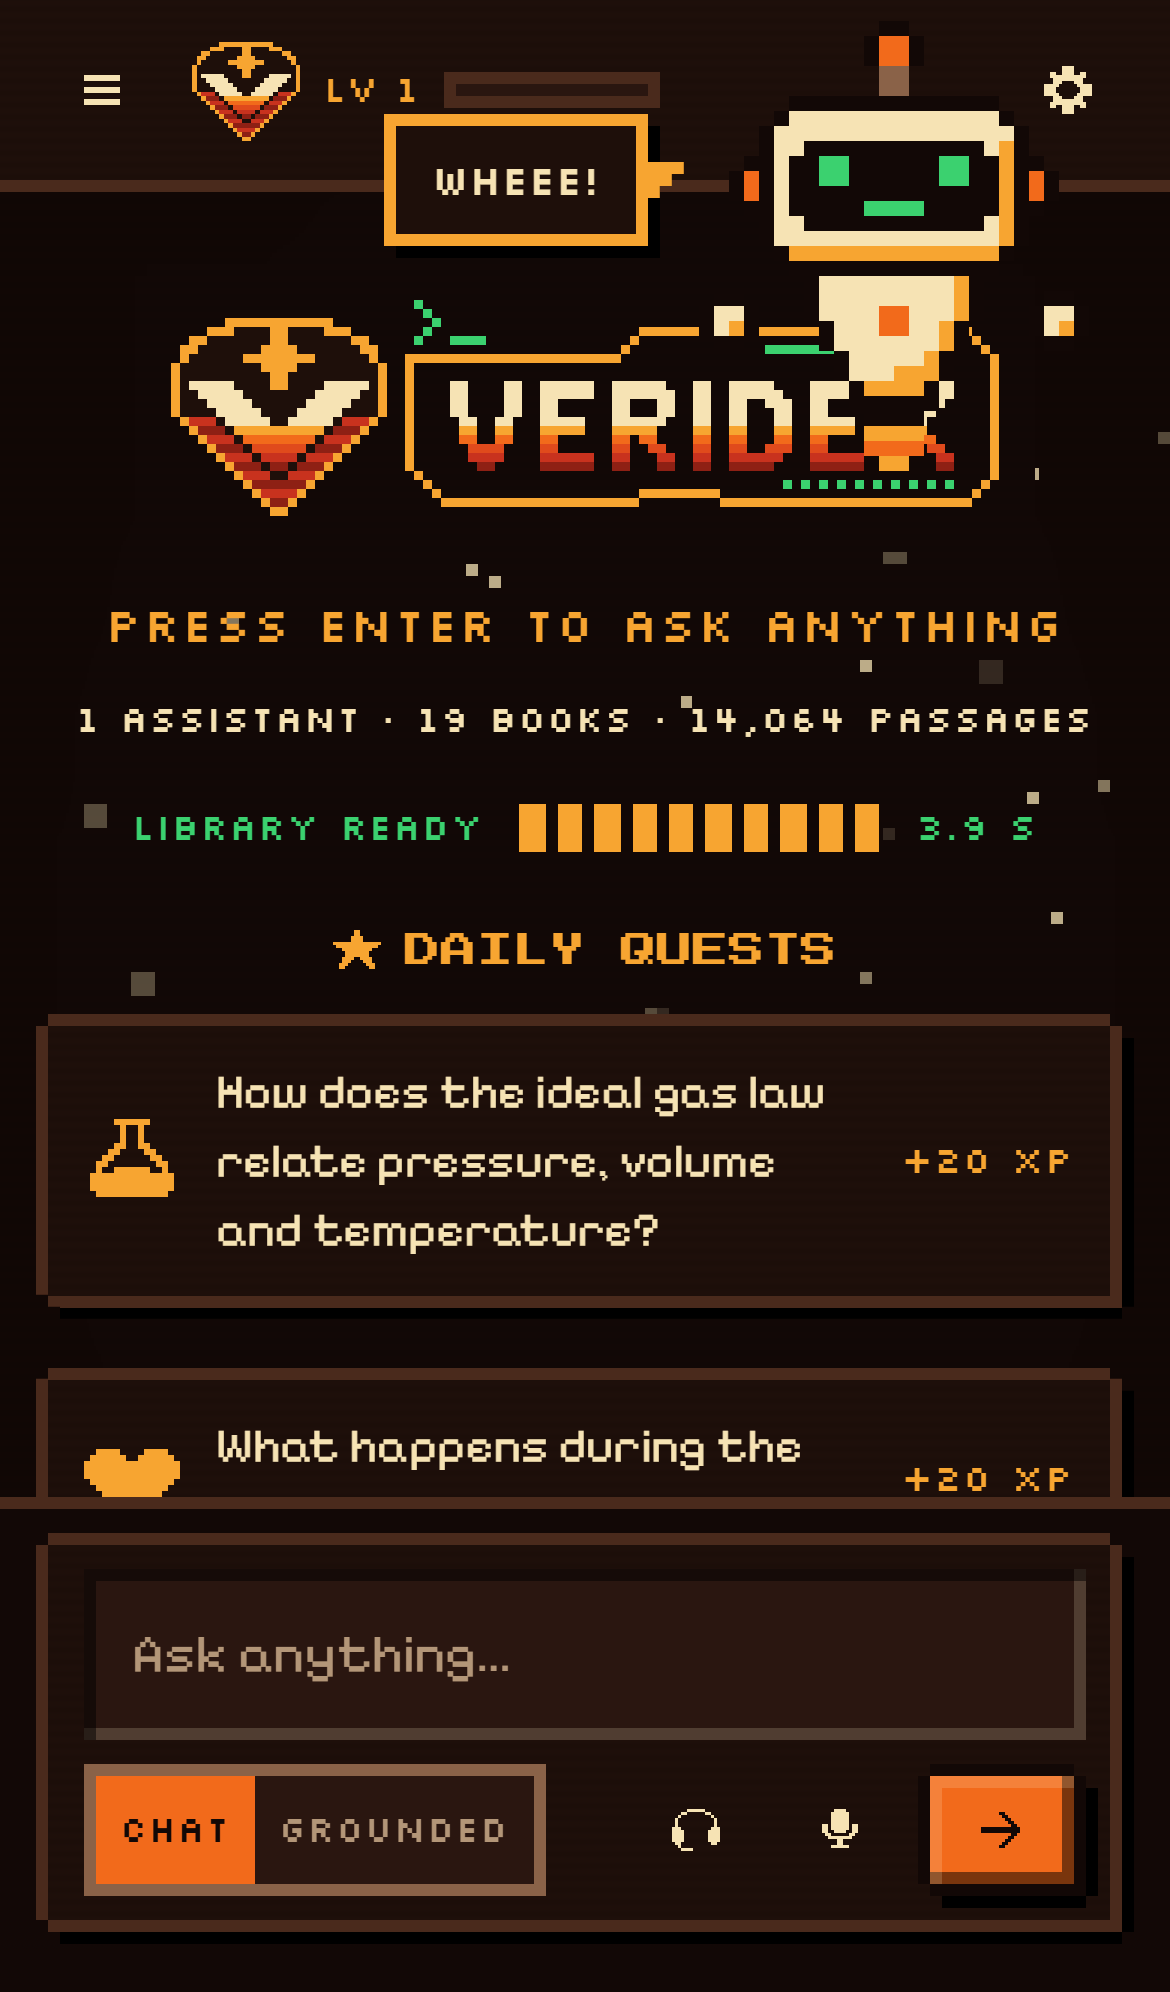 LV 1
WHEEE!
>_
VERIDEX
PRESS ENTER TO ASK ANYTHING
1 ASSISTANT · 19 BOOKS · 14,064 PASSAGES
LIBRARY READY 3.9 S
DAILY QUESTS
How does the ideal gas law
relate pressure, volume
and temperature?
+20 XP
What happens during the
+20 XP
Ask anything...
CHAT GROUNDED